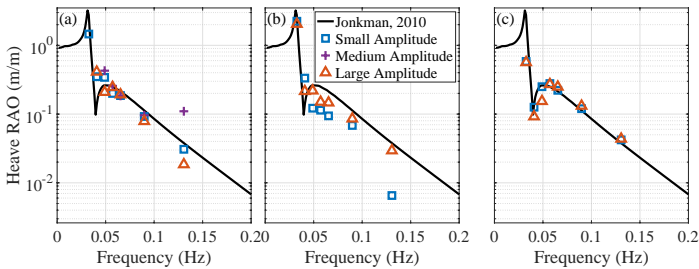 (a)
(b)
(c)
Jonkman, 2010
Small Amplitude
Medium Amplitude
Large Amplitude
Heave RAO (m/m)
10^0
10^-1
10^-2
0 0.05 0.1 0.15 0.2 0 0.05 0.1 0.15 0.2 0 0.05 0.1 0.15 0.2
Frequency (Hz) Frequency (Hz) Frequency (Hz)